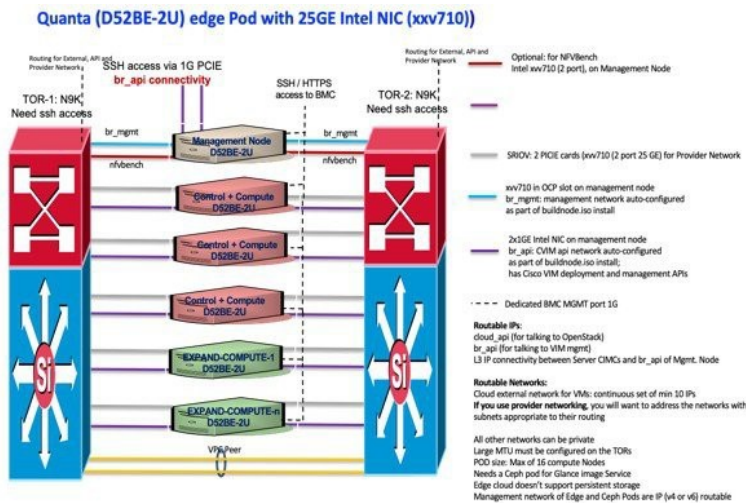 Quanta (D52BE-2U) edge Pod with 25GE Intel NIC (xxv710))
Routing for External, API and
Provider Network
SSH access via 1G PCIE
br_api connectivity
SSH / HTTPS
access to BMC
Routing for External, API and
Provider Network
TOR-1: N9K
Need ssh access
TOR-2: N9K
Need ssh access
br_mgmt
Management Node
D52BE-2U
br_mgmt
nfvbench
nfvbench
Control + Compute
D52BE-2U
Control + Compute
D52BE-2U
Control + Compute
D52BE-2U
EXPAND-COMPUTE-1
D52BE-2U
EXPAND-COMPUTE-n
D52BE-2U
Si
Si
VPC Peer
Optional: for NFVBench
Intel xvv710 (2 port), on Management Node
SRIOV: 2 PICIE cards (xvv710 (2 port 25 GE) for Provider Network
xvv710 in OCP slot on management node
br_mgmt: management network auto-configured
as part of buildnode.iso install
2x1GE Intel NIC on management node
br_api: CVIM api network auto-configured
as part of buildnode.iso install;
has Cisco VIM deployment and management APIs
Dedicated BMC MGMT port 1G
Routable IPs:
cloud_api (for talking to OpenStack)
br_api (for talking to VIM mgmt)
L3 IP connectivity between Server CIMCs and br_api of Mgmt. Node
Routable Networks:
Cloud external network for VMs: continuous set of min 10 IPs
If you use provider networking, you will want to address the networks with
subnets appropriate to their routing
All other networks can be private
Large MTU must be configured on the TORs
POD size: Max of 16 compute Nodes
Needs a Ceph pod for Glance image Service
Edge cloud doesn't support persistent storage
Management network of Edge and Ceph Pods are IP (v4 or v6) routable